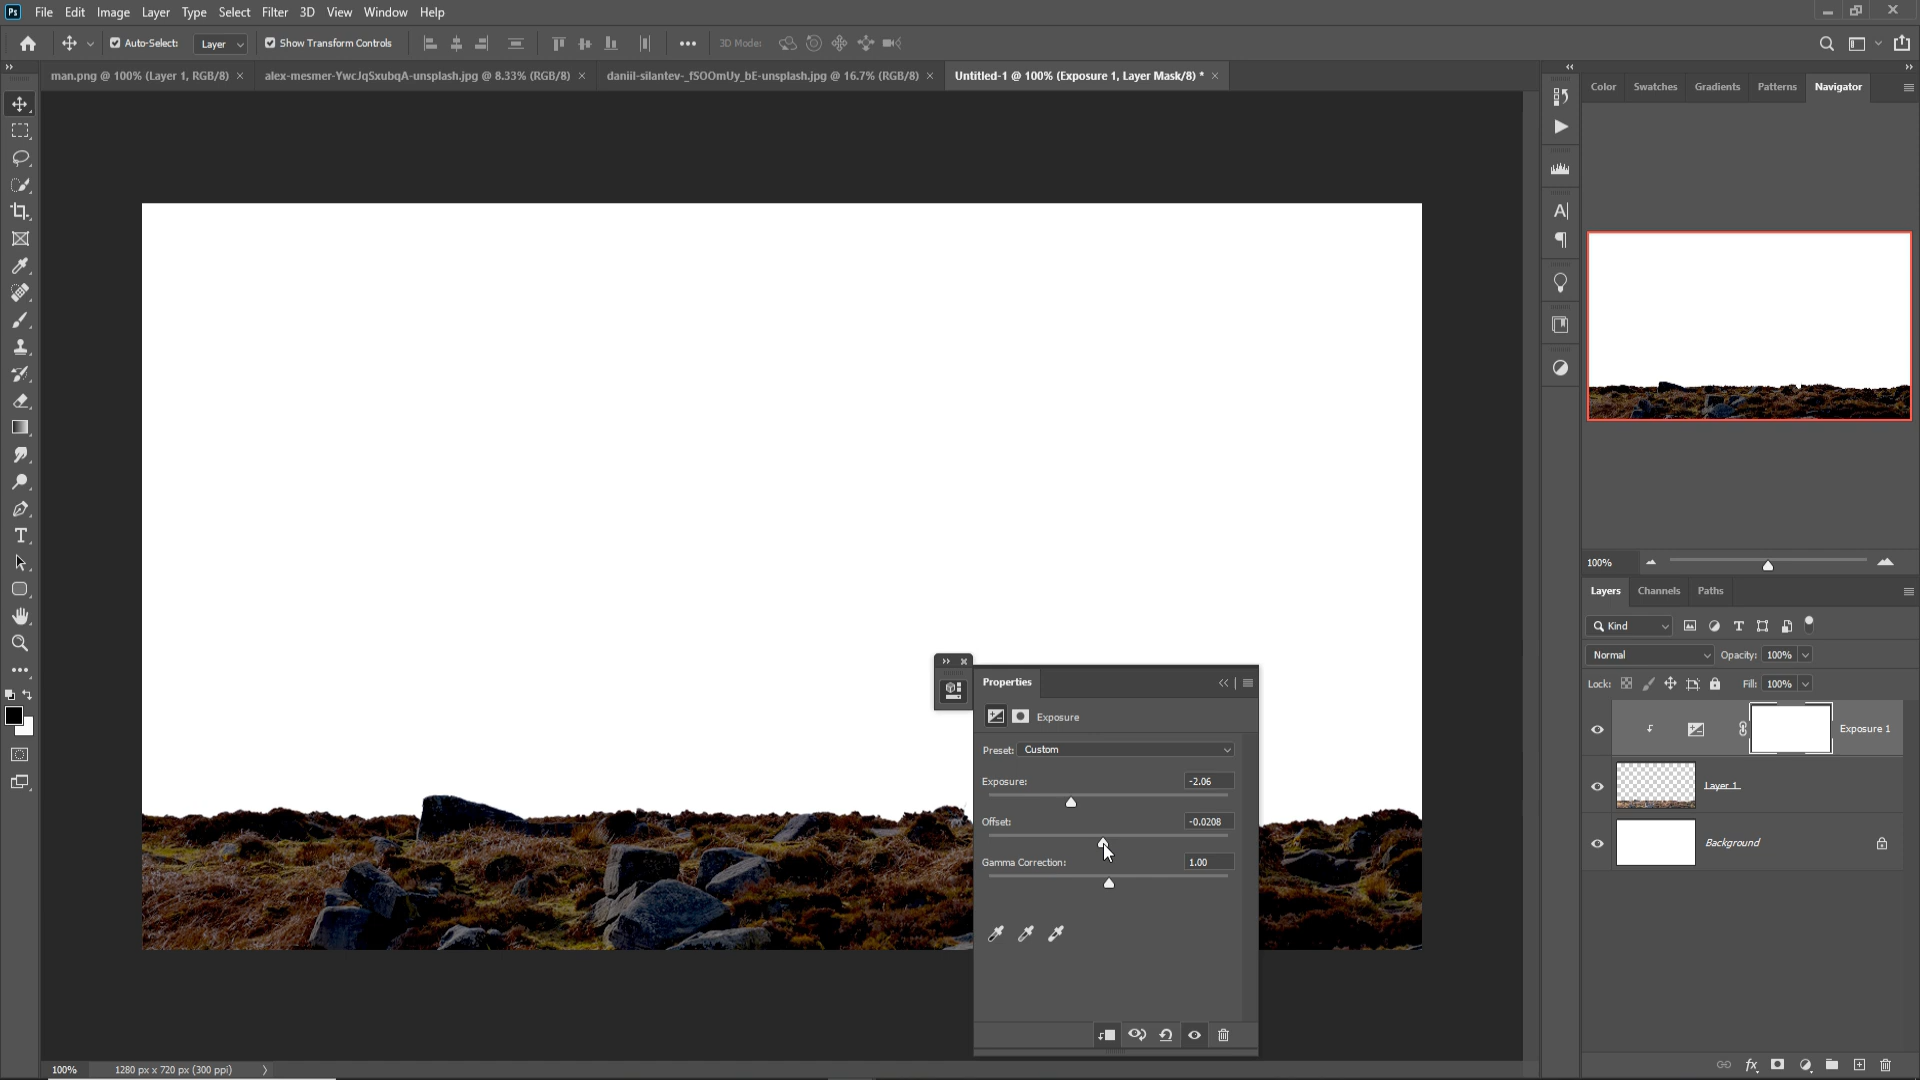 Ps File Edit Image Layer Type Select Filter 3D View Window Help
Auto-Select: Layer Show Transform Controls 3D Mode:
man.png @ 100% (Layer 1, RGB/8) alex-mesmer-YwcJqSxubqA-unsplash.jpg @ 8.33% (RGB/8) daniil-silantev-_fSOOmUy_bE-unsplash.jpg @ 16.7% (RGB/8) Untitled-1 @ 100% (Exposure 1, Layer Mask/8) *
Color Swatches Gradients Patterns Navigator
100%
Layers Channels Paths
Kind
Normal Opacity: 100%
Lock: Fill: 100%
Exposure 1
Layer 1
Background
Properties
Exposure
Preset: Custom
Exposure: -2.06
Offset: -0.0208
Gamma Correction: 1.00
100% 1280 px x 720 px (300 ppi)